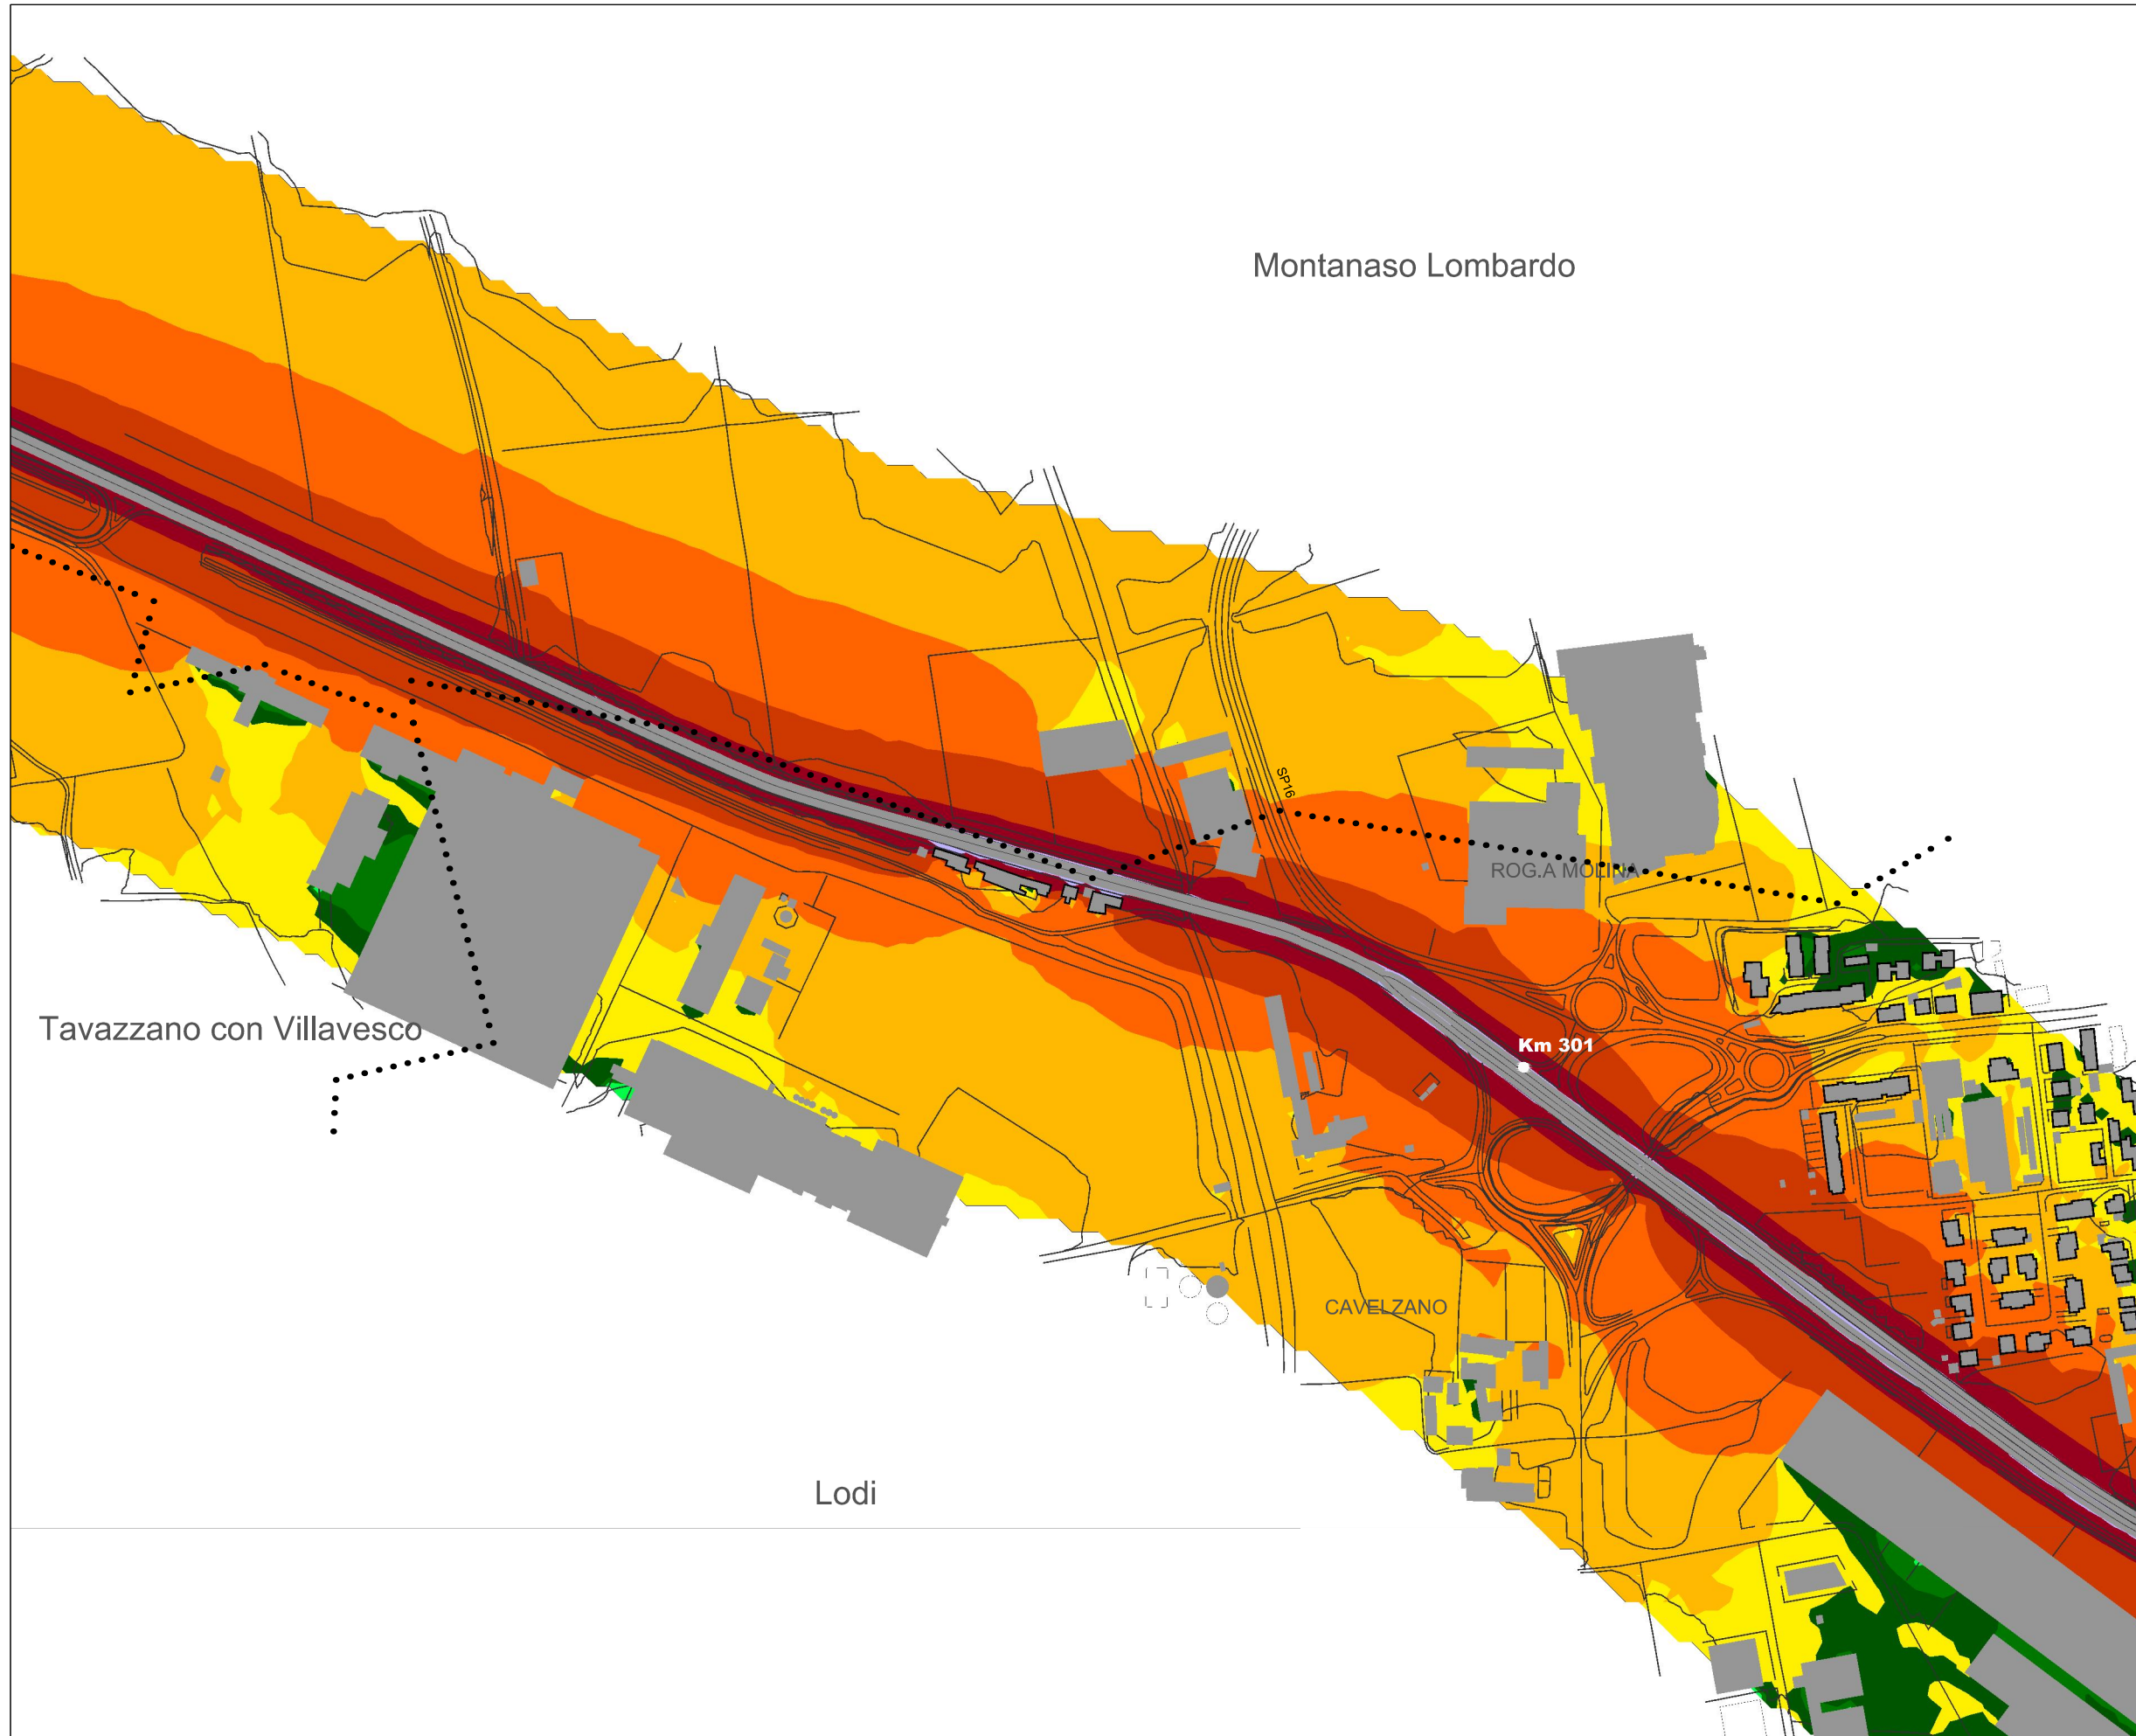 Montanaso Lombardo
SP16
ROG.A MOLINA
Tavazzano con Villavesco
Km 301
CAVELZANO
Lodi